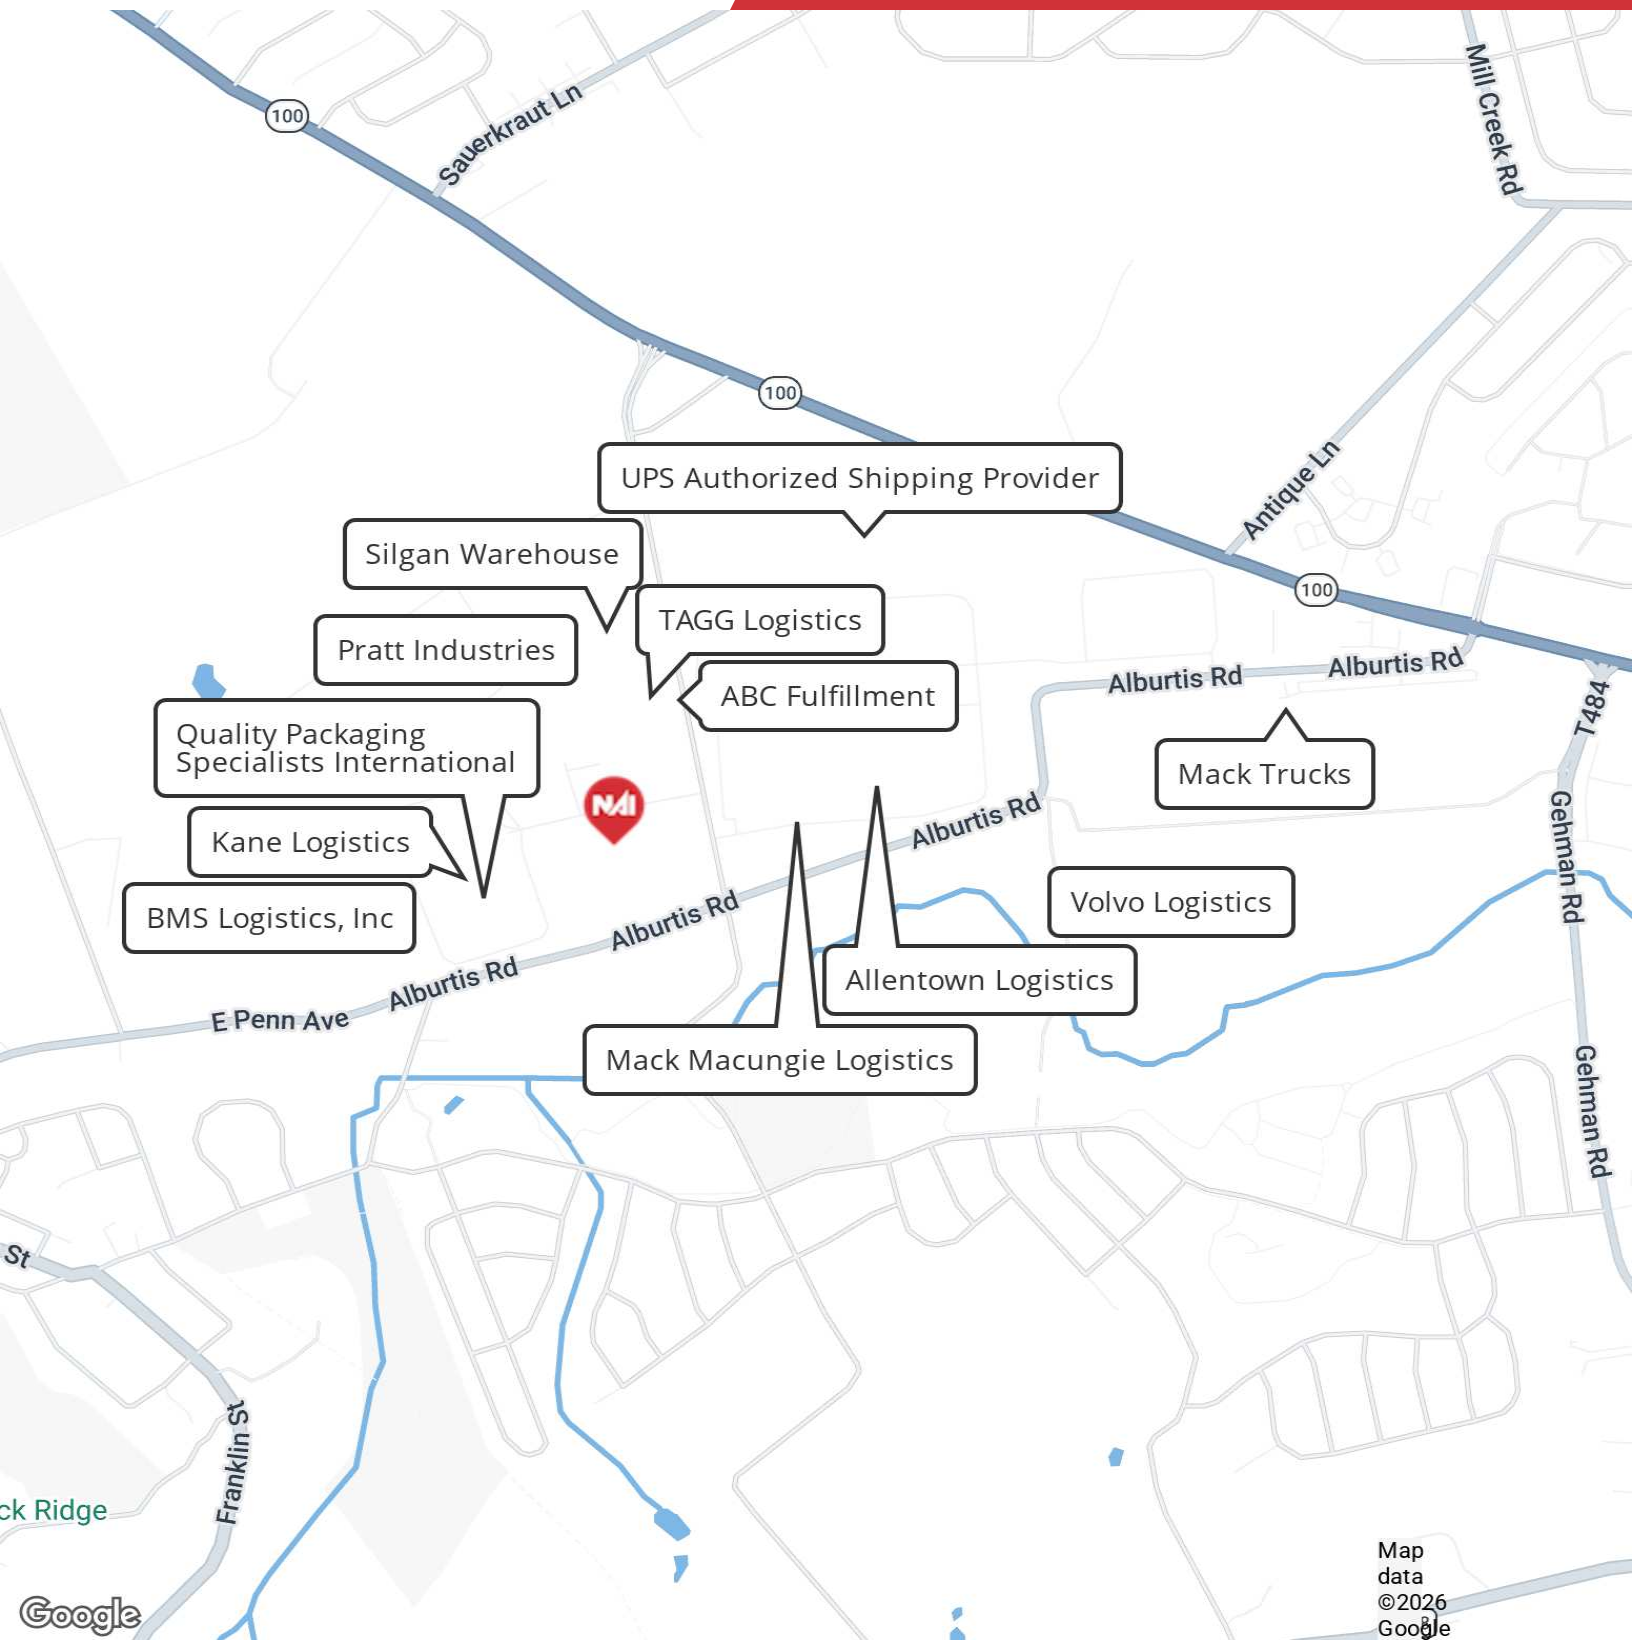 100
Sauerkraut Ln
Mill Creek Rd
100
UPS Authorized Shipping Provider
Antique Ln
Silgan Warehouse
100
TAGG Logistics
Pratt Industries
Alburtis Rd
Alburtis Rd
ABC Fulfillment
T484
Quality Packaging
Specialists International
Mack Trucks
NAI
Alburtis Rd
Kane Logistics
Gehman Rd
Volvo Logistics
BMS Logistics, Inc
Alburtis Rd
Alburtis Rd
Allentown Logistics
E Penn Ave
Mack Macungie Logistics
Gehman Rd
St
Franklin St
ck Ridge
Map
data
©2026
Google
Google